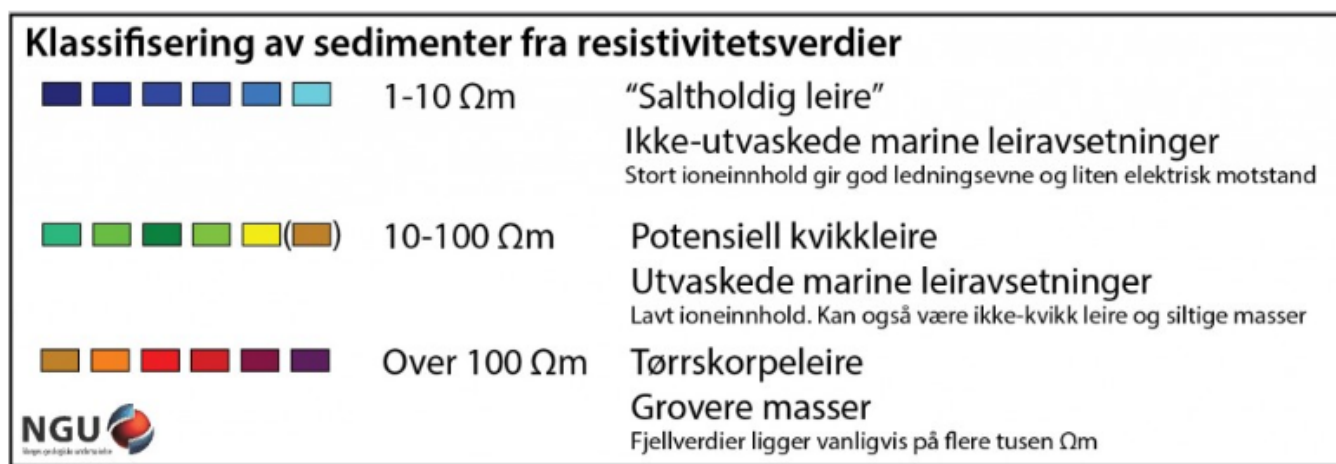 Klassifisering av sedimenter fra resistivitetsverdier
1-10 Ωm
"Saltholdig leire"
Ikke-utvaskede marine leiravsetninger
Stort ioneinnhold gir god ledningsevne og liten elektrisk motstand
( )
10-100 Ωm
Potensiell kvikkleire
Utvaskede marine leiravsetninger
Lavt ioneinnhold. Kan også være ikke-kvikk leire og siltige masser
Over 100 Ωm
Tørrskorpeleire
Grovere masser
Fjellverdier ligger vanligvis på flere tusen Ωm
NGU